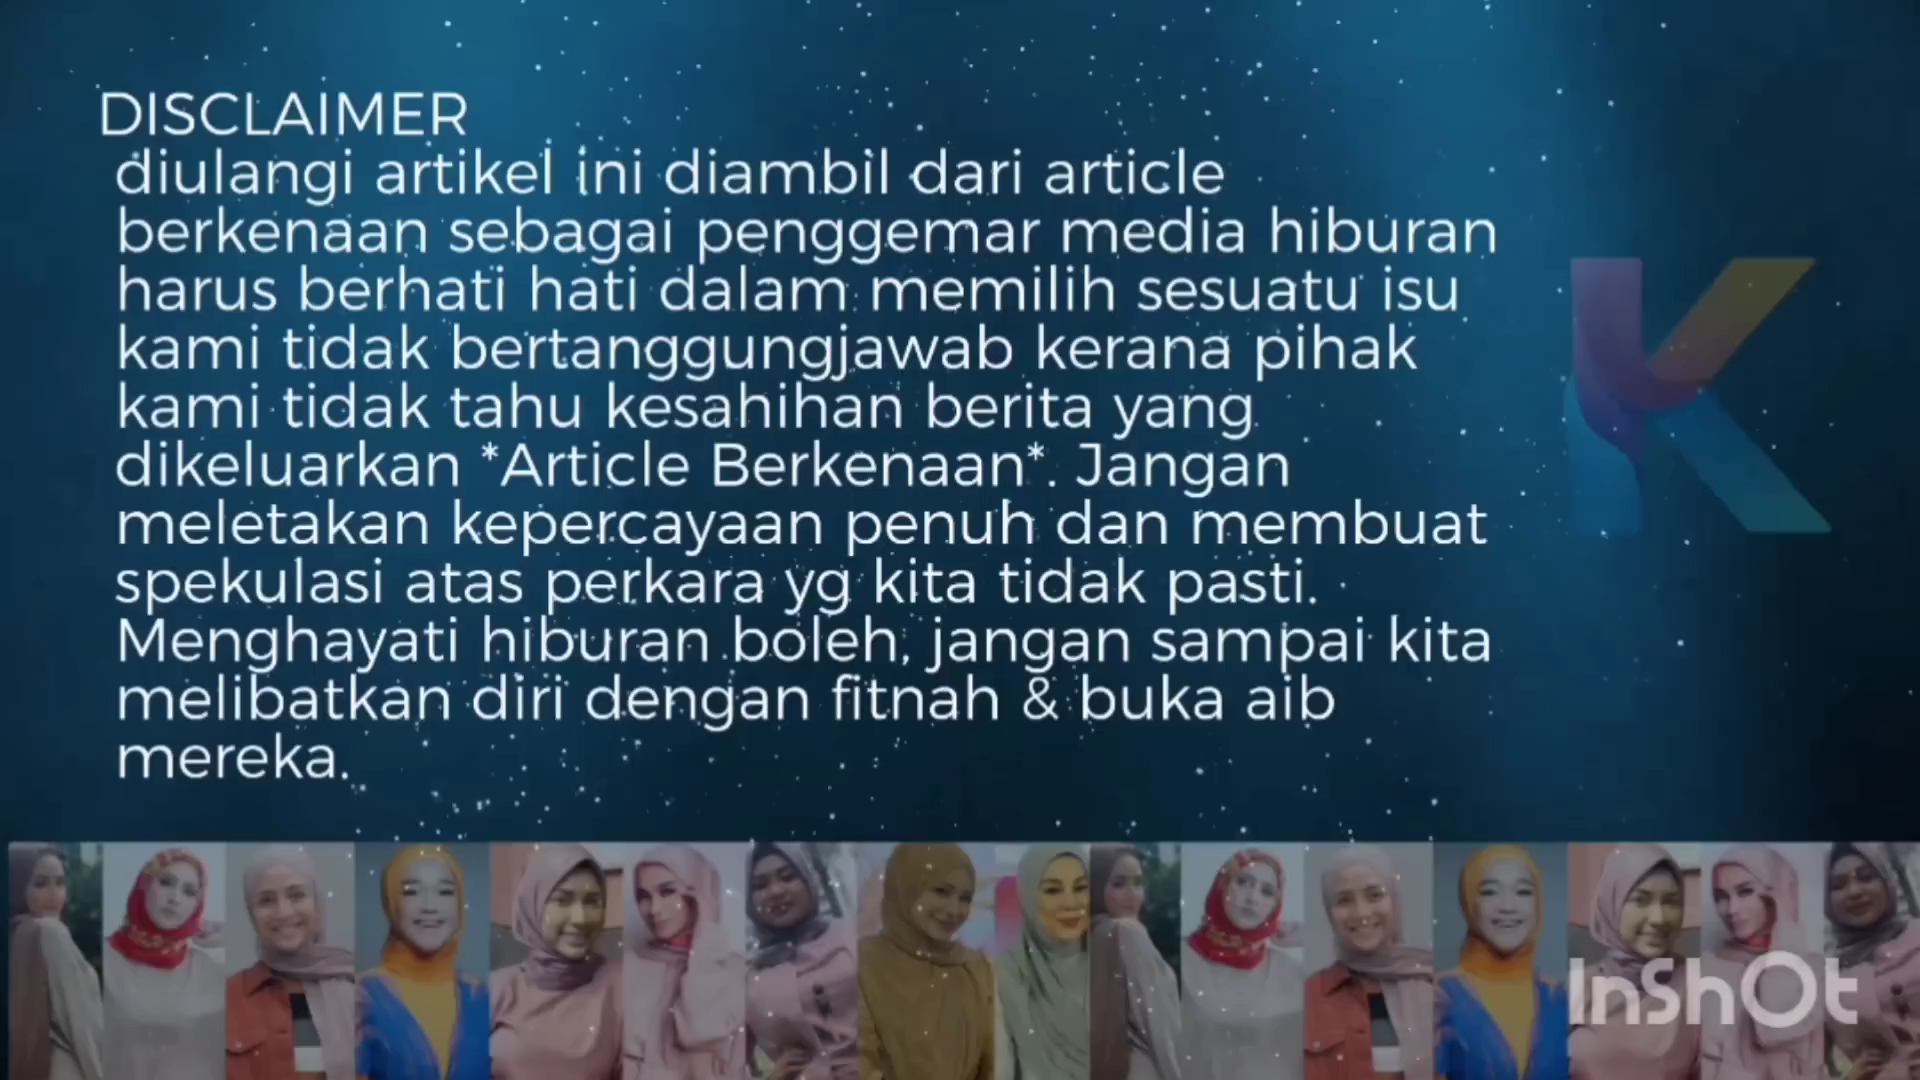 DISCLAIMER
diulangi artikel ini diambil dari article
berkenaan sebagai penggemar media hiburan
harus berhati hati dalam memilih sesuatu isu
kami tidak bertanggungjawab kerana pihak
kami tidak tahu kesahihan berita yang
dikeluarkan *Article Berkenaan*. Jangan
meletakan kepercayaan penuh dan membuat
spekulasi atas perkara yg kita tidak pasti.
Menghayati hiburan boleh, jangan sampai kita
melibatkan diri dengan fitnah & buka aib
mereka.
K
InShOt